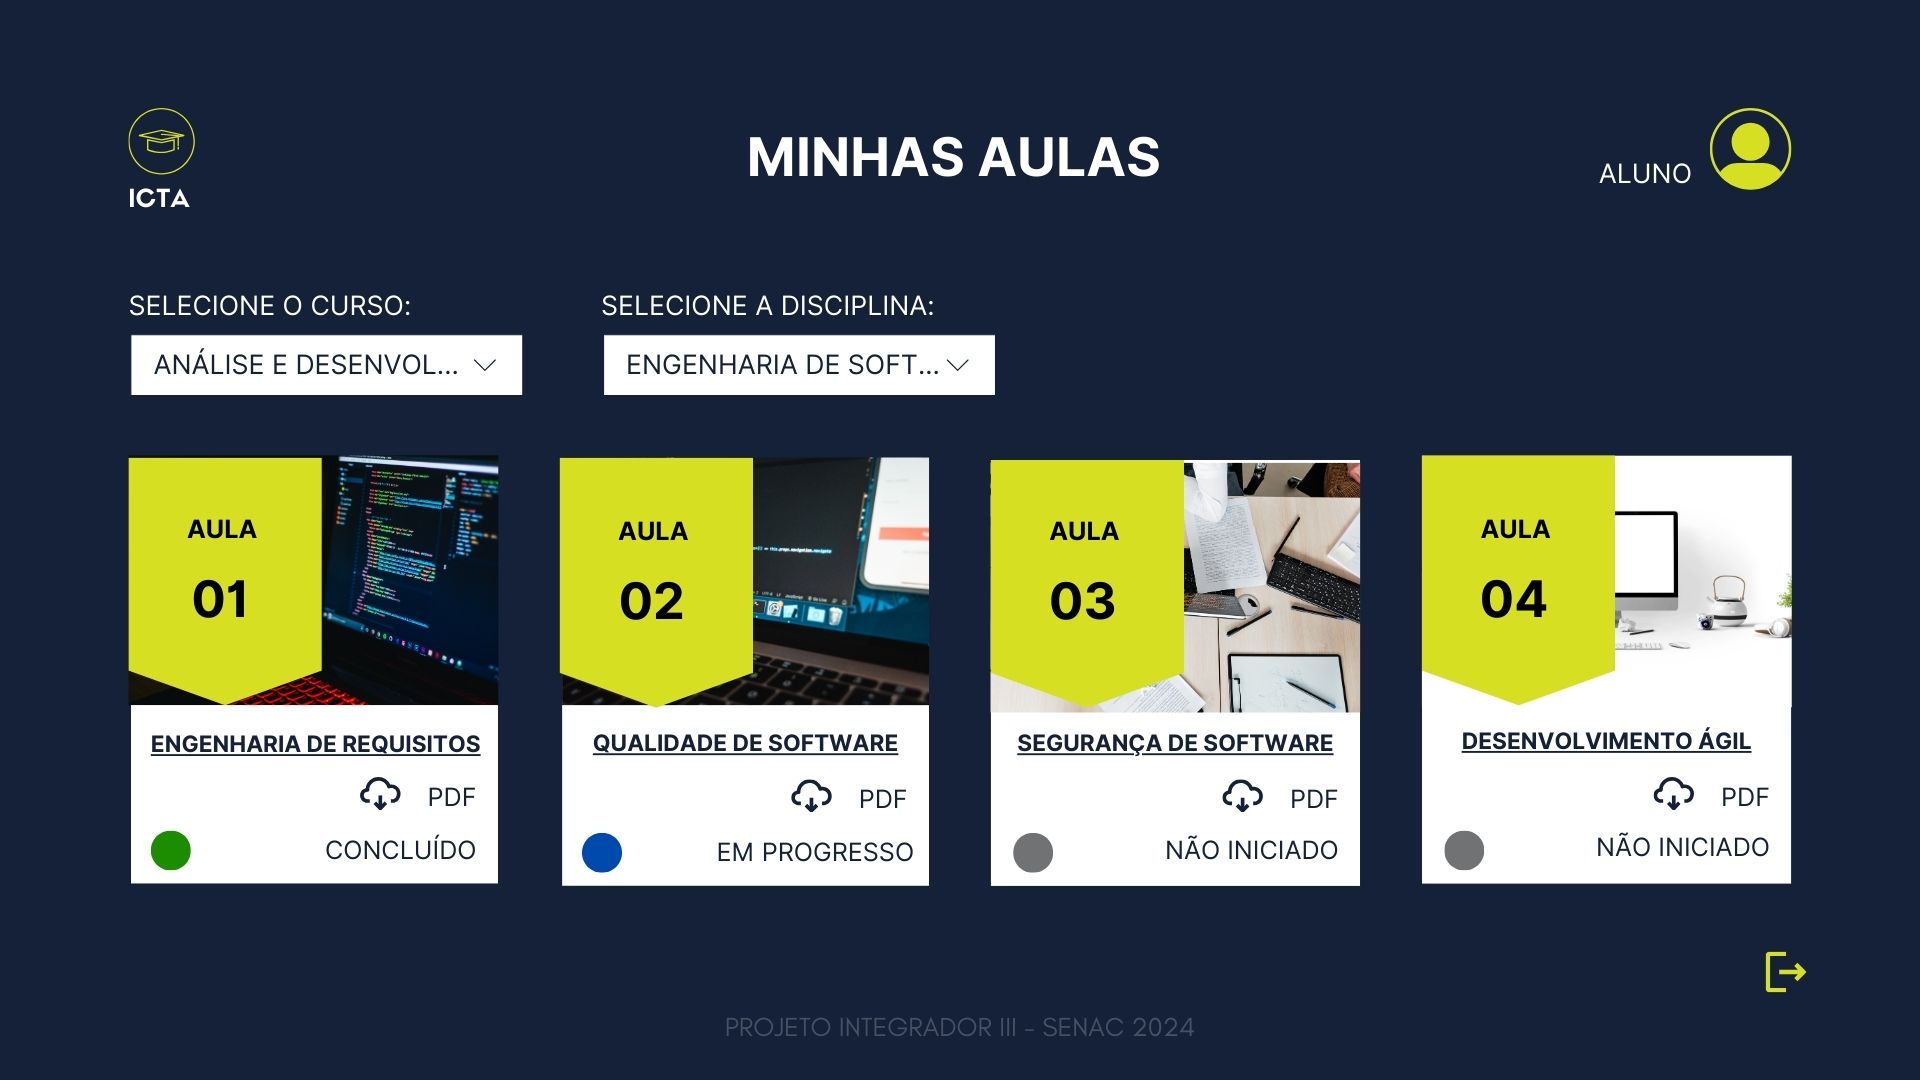 ICTA
MINHAS AULAS
ALUNO
SELECIONE O CURSO:
ANÁLISE E DESENVOL...
SELECIONE A DISCIPLINA:
ENGENHARIA DE SOFT...
AULA
01
ENGENHARIA DE REQUISITOS
PDF
CONCLUÍDO
AULA
02
QUALIDADE DE SOFTWARE
PDF
EM PROGRESSO
AULA
03
SEGURANÇA DE SOFTWARE
PDF
NÃO INICIADO
AULA
04
DESENVOLVIMENTO ÁGIL
PDF
NÃO INICIADO
PROJETO INTEGRADOR III - SENAC 2024